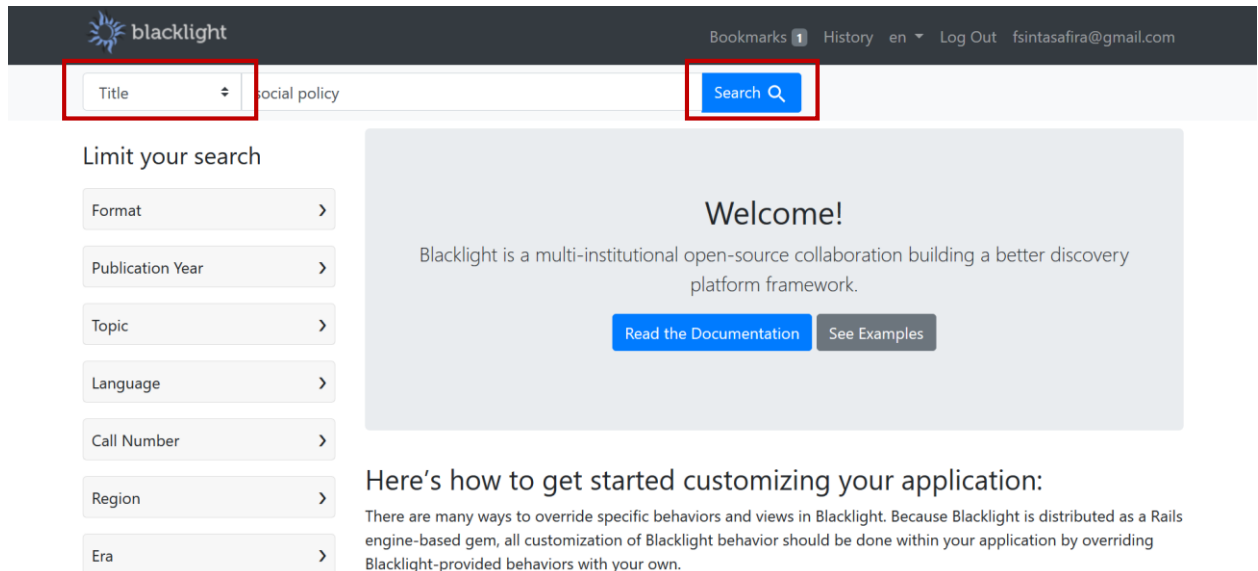 blacklight
Bookmarks 1 History en Log Out fsintasafira@gmail.com
Title social policy Search
Limit your search
Format
Publication Year
Topic
Language
Call Number
Region
Era
Welcome!
Blacklight is a multi-institutional open-source collaboration building a better discovery
platform framework.
Read the Documentation See Examples
Here's how to get started customizing your application:
There are many ways to override specific behaviors and views in Blacklight. Because Blacklight is distributed as a Rails
engine-based gem, all customization of Blacklight behavior should be done within your application by overriding
Blacklight-provided behaviors with your own.